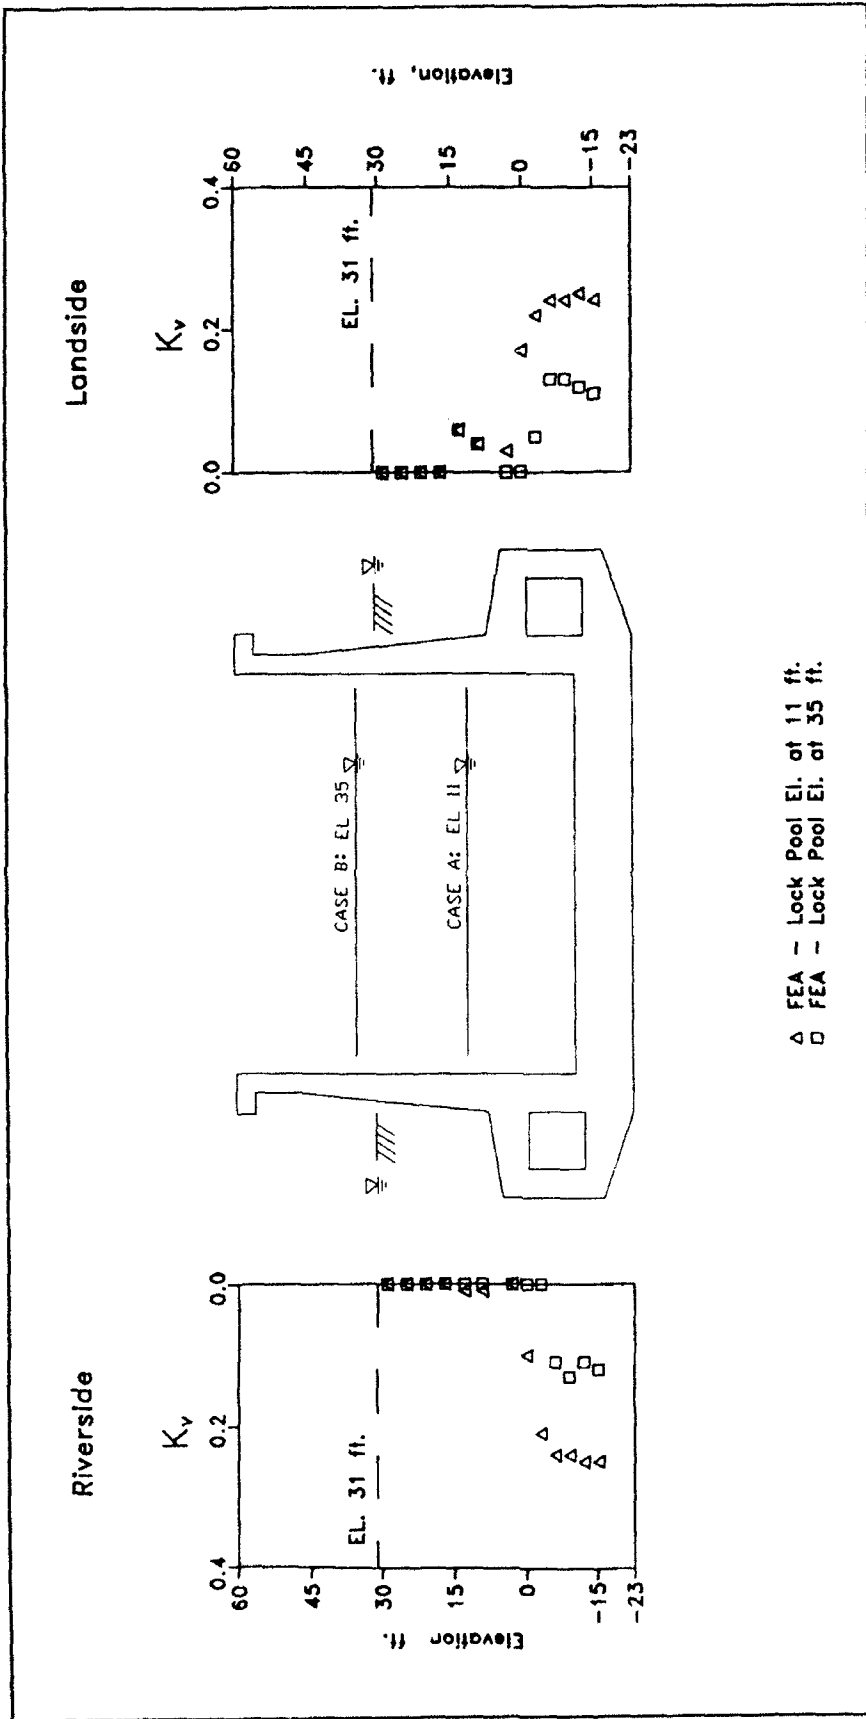 Riverside
Kᵥ
0.4 0.2 0.0
60
45
30
15
0
-15
-23
Elevation ft.
EL. 31 ft.
CASE B: EL 35
CASE A: EL 11
Landside
Kᵥ
0.0 0.2 0.4
60
45
30
15
0
-15
-23
Elevation, ft.
EL. 31 ft.
Δ FEA - Lock Pool El. at 11 ft.
□ FEA - Lock Pool El. at 35 ft.